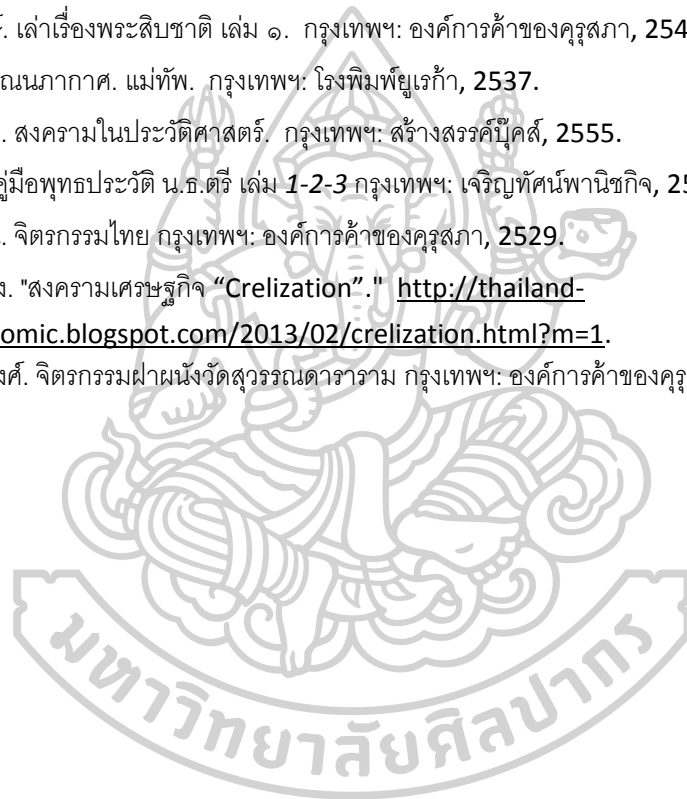 . เล่าเรื่องพระสิบชาติ เล่ม ๑. กรุงเทพฯ: องค์การค้าของคุรุสภา, 254
ณนภากาศ. แม่ทัพ. กรุงเทพฯ: โรงพิมพ์ยูเรก้า, 2537.
. สงครามในประวัติศาสตร์. กรุงเทพฯ: สร้างสรรค์บุ๊คส์, 2555.
คู่มือพุทธประวัติ น.ธ.ตรี เล่ม 1-2-3 กรุงเทพฯ: เจริญทัศน์พานิชกิจ, 25
. จิตรกรรมไทย กรุงเทพฯ: องค์การค้าของคุรุสภา, 2529.
ง. "สงครามเศรษฐกิจ “Crelization”." http://thailand-
omic.blogspot.com/2013/02/crelization.html?m=1.
งศ์. จิตรกรรมฝาผนังวัดสุวรรณดาราราม กรุงเทพฯ: องค์การค้าของคุรุ
มหาวิทยาลัยศิลปากร